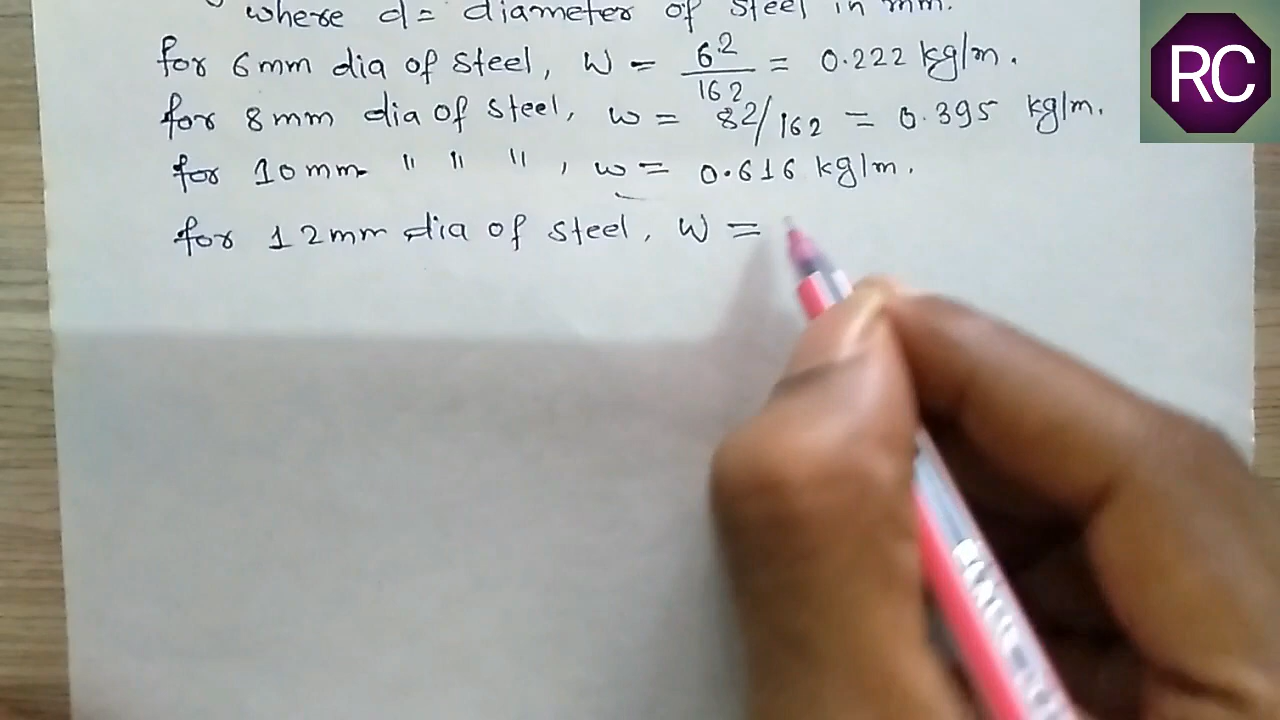 where d = diameter of steel in mm.
RC
for 6mm dia of steel, W = 6²/162 = 0.222 kg/m.
for 8mm dia of steel, w = 8²/162 = 0.395 kg/m.
for 10mm " " ", w = 0.616 kg/m.
for 12mm dia of steel, W =